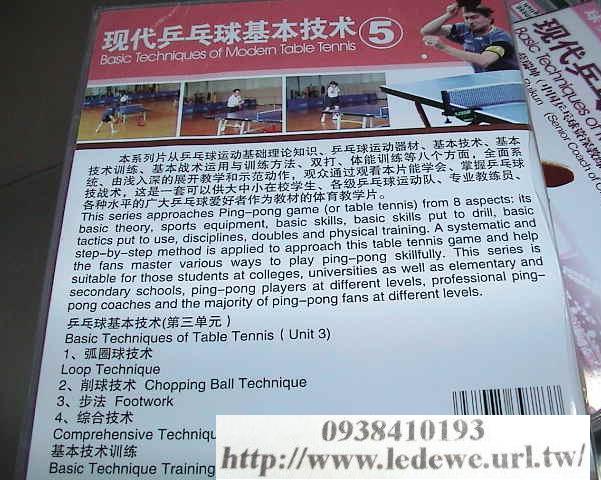 现代乒乓球基本技术 5
Basic Techniques of Modern Table Tennis
本系列片从乒乓球运动基础理论知识、乒乓球运动器材、基本技术、基本
技术训练、基本战术运用与训练方法、双打、体能训练等八个方面，全面系
统、由浅入深的展开教学和示范动作，观众通过观看本片能学会、掌握乒乓球
技战术，这是一套可以供大中小在校学生、各级乒乓球运动队、专业教练员、
各种水平的广大乒乓球爱好者作为教材的体育教学片。
This series approaches Ping-pong game (or table tennis) from 8 aspects: its
basic theory, sports equipment, basic skills, basic skills put to drill, basic
tactics put to use, disciplines, doubles and physical training. A systematic and
step-by-step method is applied to approach this table tennis game and help
the fans master various ways to play ping-pong skillfully. This series is
suitable for those students at colleges, universities as well as elementary and
secondary schools, ping-pong players at different levels, professional ping-
pong coaches and the majority of ping-pong fans at different levels.
乒乓球基本技术(第三单元)
Basic Techniques of Table Tennis (Unit 3)
1、弧圈球技术
Loop Technique
2、削球技术 Chopping Ball Technique
3、步法 Footwork
4、综合技术
Comprehensive Techniqu
基本技术训练
Basic Technique Training
0938410193
http://www.ledewe.url.tw/
现代乒乓
Basic Techniques of
(Senior Coach of C